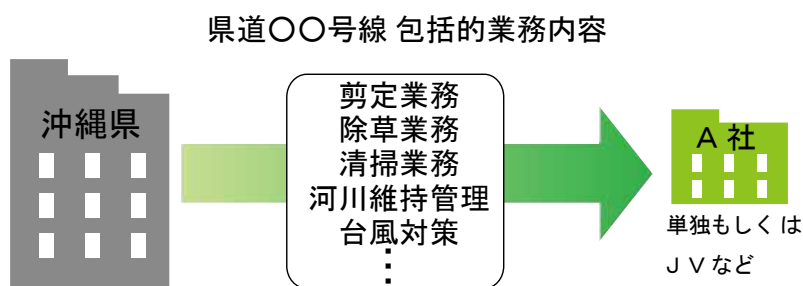 県道〇〇号線 包括的業務内容
沖縄県
剪定業務
除草業務
清掃業務
河川維持管理
台風対策
⋮
A 社
単独もしくは
J V など